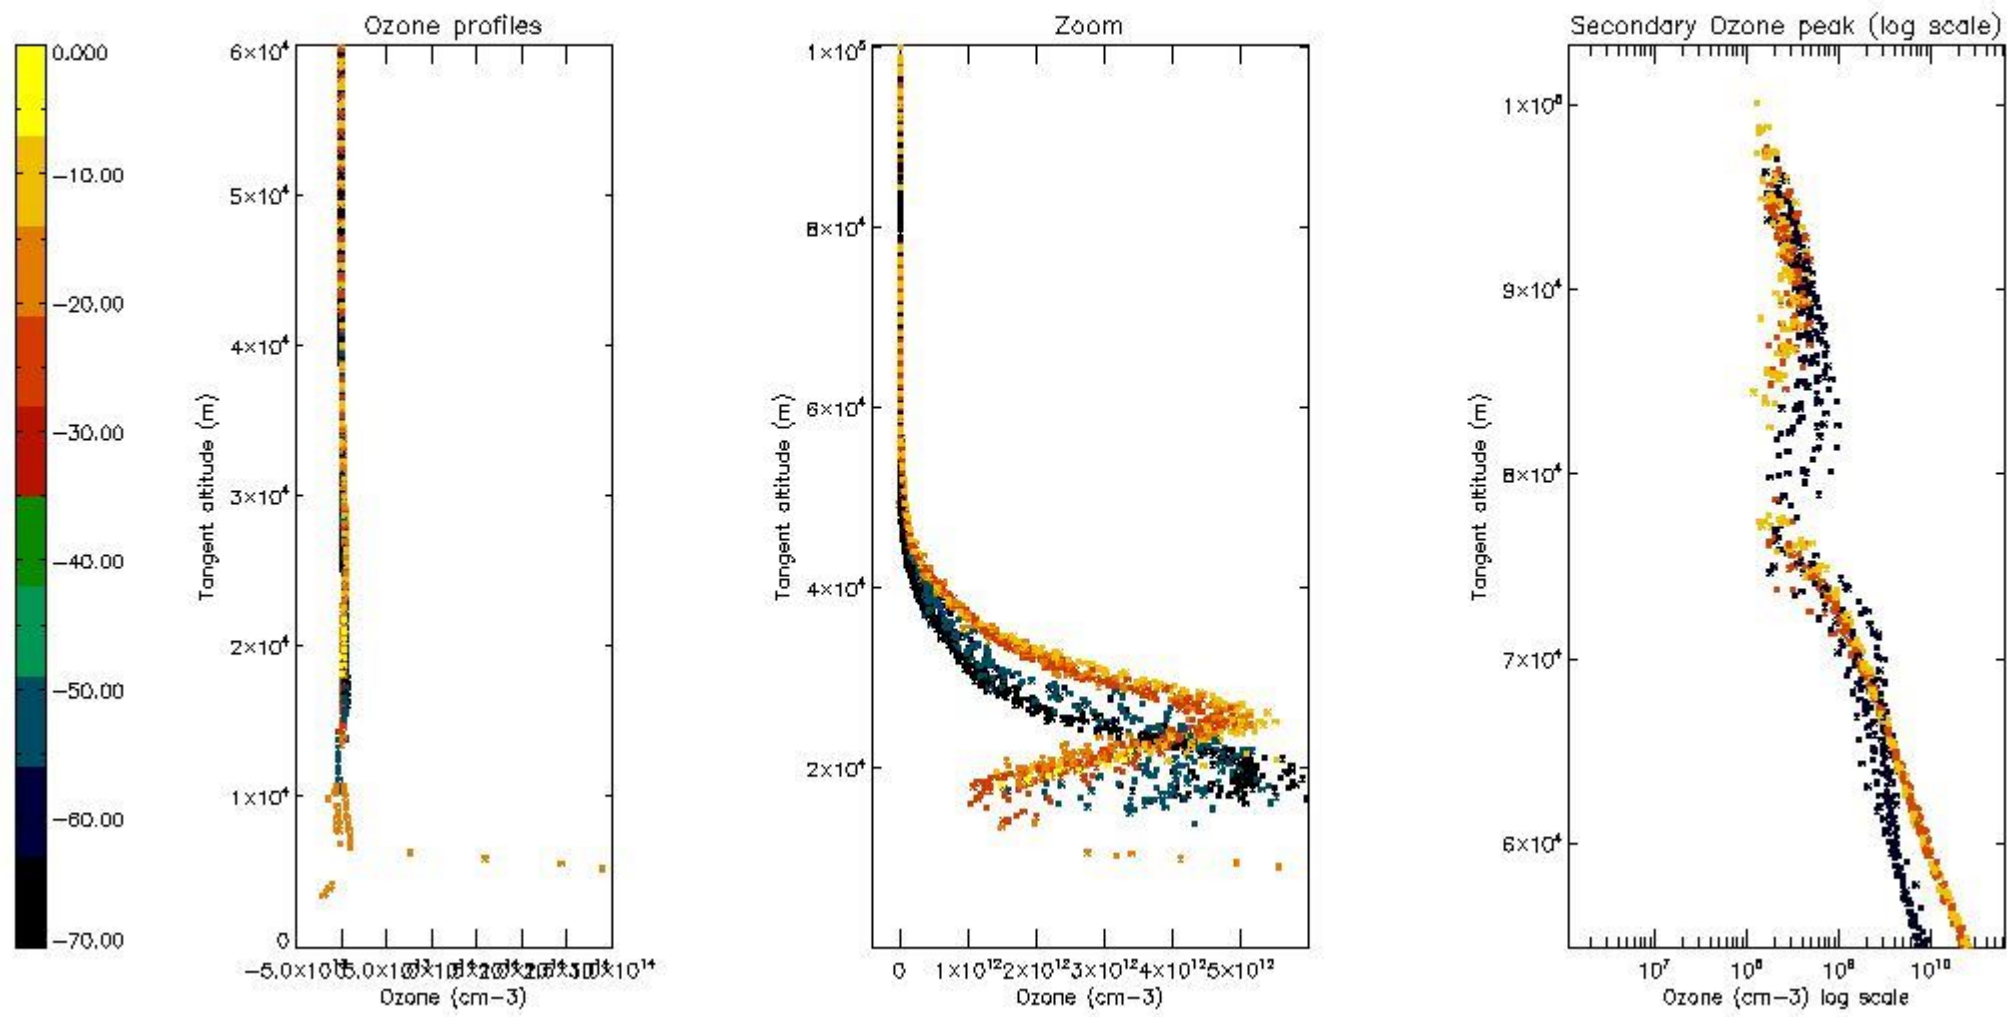 Ozone profiles
Zoom
Secondary Ozone peak (log scale)
0.000
−10.00
−20.00
−30.00
−40.00
−50.00
−60.00
−70.00
Tangent altitude (m)
6×10⁴
5×10⁴
4×10⁴
3×10⁴
2×10⁴
1×10⁴
0
Ozone (cm−3)
Tangent altitude (m)
1×10⁵
8×10⁴
6×10⁴
4×10⁴
2×10⁴
0 1×10¹² 2×10¹² 3×10¹² 4×10¹² 5×10¹²
Ozone (cm−3)
Tangent altitude (m)
9×10⁴
8×10⁴
7×10⁴
6×10⁴
10⁷ 10⁸ 10⁹ 10¹⁰
Ozone (cm−3) log scale